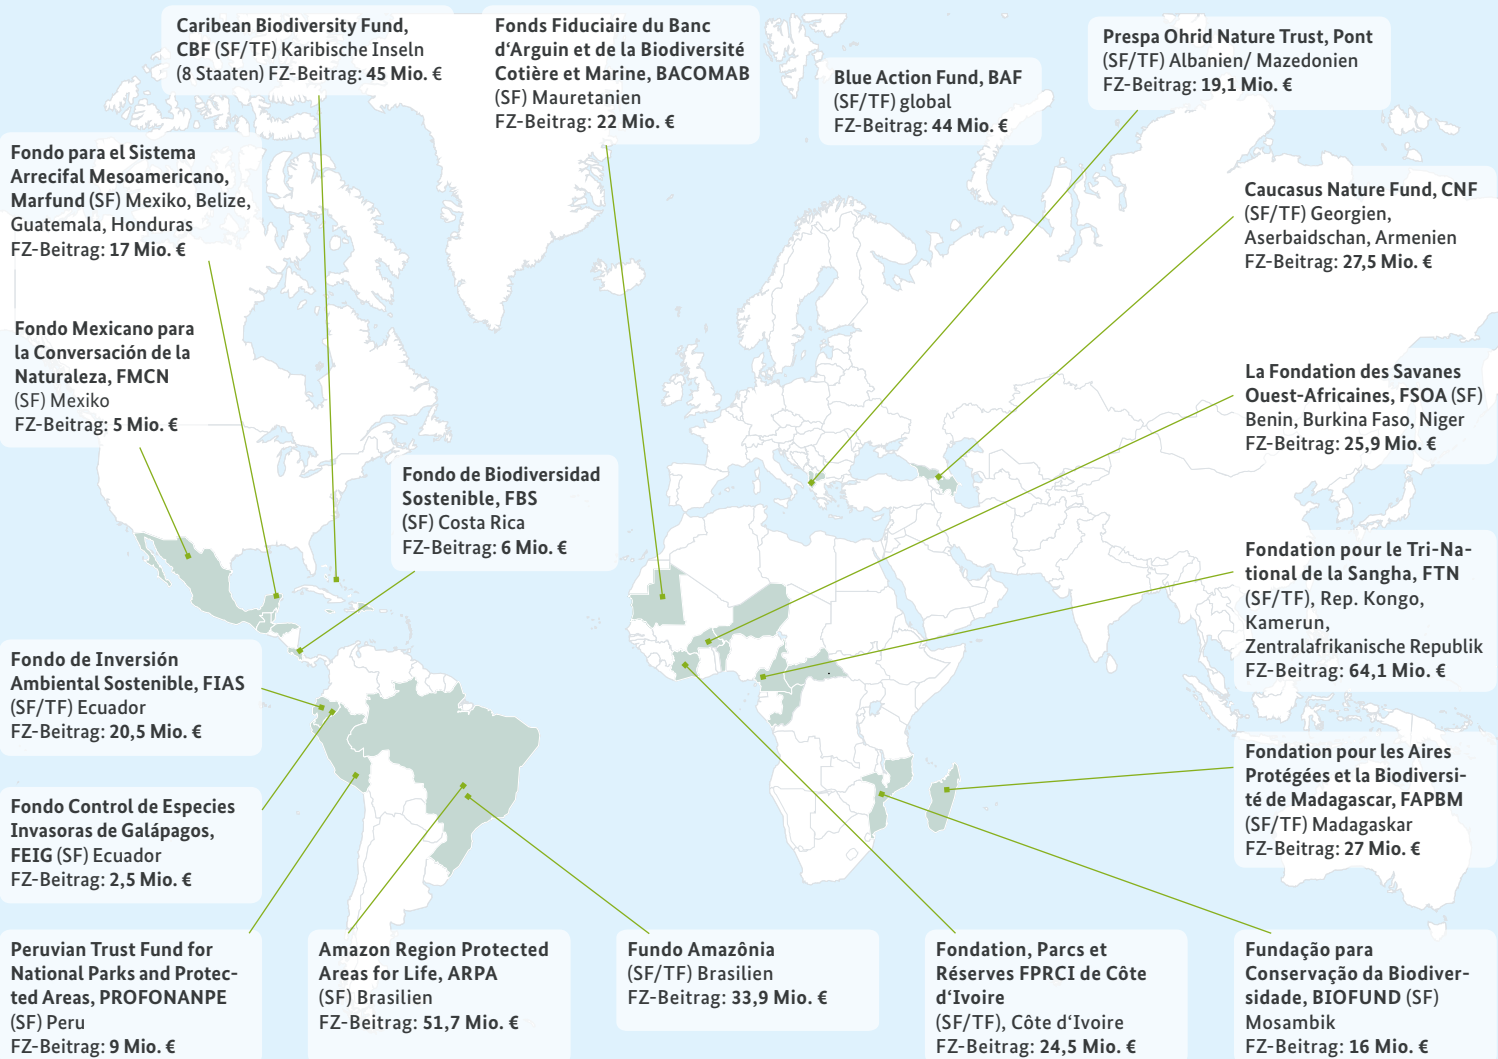 Caribean Biodiversity Fund,
CBF (SF/TF) Karibische Inseln
(8 Staaten) FZ-Beitrag: 45 Mio. €
Fonds Fiduciaire du Banc
d‘Arguin et de la Biodiversité
Cotière et Marine, BACOMAB
(SF) Mauretanien
FZ-Beitrag: 22 Mio. €
Blue Action Fund, BAF
(SF/TF) global
FZ-Beitrag: 44 Mio. €
Prespa Ohrid Nature Trust, Pont
(SF/TF) Albanien/ Mazedonien
FZ-Beitrag: 19,1 Mio. €
Fondo para el Sistema
Arrecifal Mesoamericano,
Marfund (SF) Mexiko, Belize,
Guatemala, Honduras
FZ-Beitrag: 17 Mio. €
Caucasus Nature Fund, CNF
(SF/TF) Georgien,
Aserbaidschan, Armenien
FZ-Beitrag: 27,5 Mio. €
Fondo Mexicano para
la Conversación de la
Naturaleza, FMCN
(SF) Mexiko
FZ-Beitrag: 5 Mio. €
La Fondation des Savanes
Ouest-Africaines, FSOA (SF)
Benin, Burkina Faso, Niger
FZ-Beitrag: 25,9 Mio. €
Fondo de Biodiversidad
Sostenible, FBS
(SF) Costa Rica
FZ-Beitrag: 6 Mio. €
Fondation pour le Tri-Na-
tional de la Sangha, FTN
(SF/TF), Rep. Kongo,
Kamerun,
Zentralafrikanische Republik
FZ-Beitrag: 64,1 Mio. €
Fondo de Inversión
Ambiental Sostenible, FIAS
(SF/TF) Ecuador
FZ-Beitrag: 20,5 Mio. €
Fondation pour les Aires
Protégées et la Biodiversi-
té de Madagascar, FAPBM
(SF/TF) Madagaskar
FZ-Beitrag: 27 Mio. €
Fondo Control de Especies
Invasoras de Galápagos,
FEIG (SF) Ecuador
FZ-Beitrag: 2,5 Mio. €
Peruvian Trust Fund for
National Parks and Protec-
ted Areas, PROFONANPE
(SF) Peru
FZ-Beitrag: 9 Mio. €
Amazon Region Protected
Areas for Life, ARPA
(SF) Brasilien
FZ-Beitrag: 51,7 Mio. €
Fundo Amazônia
(SF/TF) Brasilien
FZ-Beitrag: 33,9 Mio. €
Fondation, Parcs et
Réserves FPRCI de Côte
d‘Ivoire
(SF/TF), Côte d‘Ivoire
FZ-Beitrag: 24,5 Mio. €
Fundação para
Conservação da Biodiver-
sidade, BIOFUND (SF)
Mosambik
FZ-Beitrag: 16 Mio. €